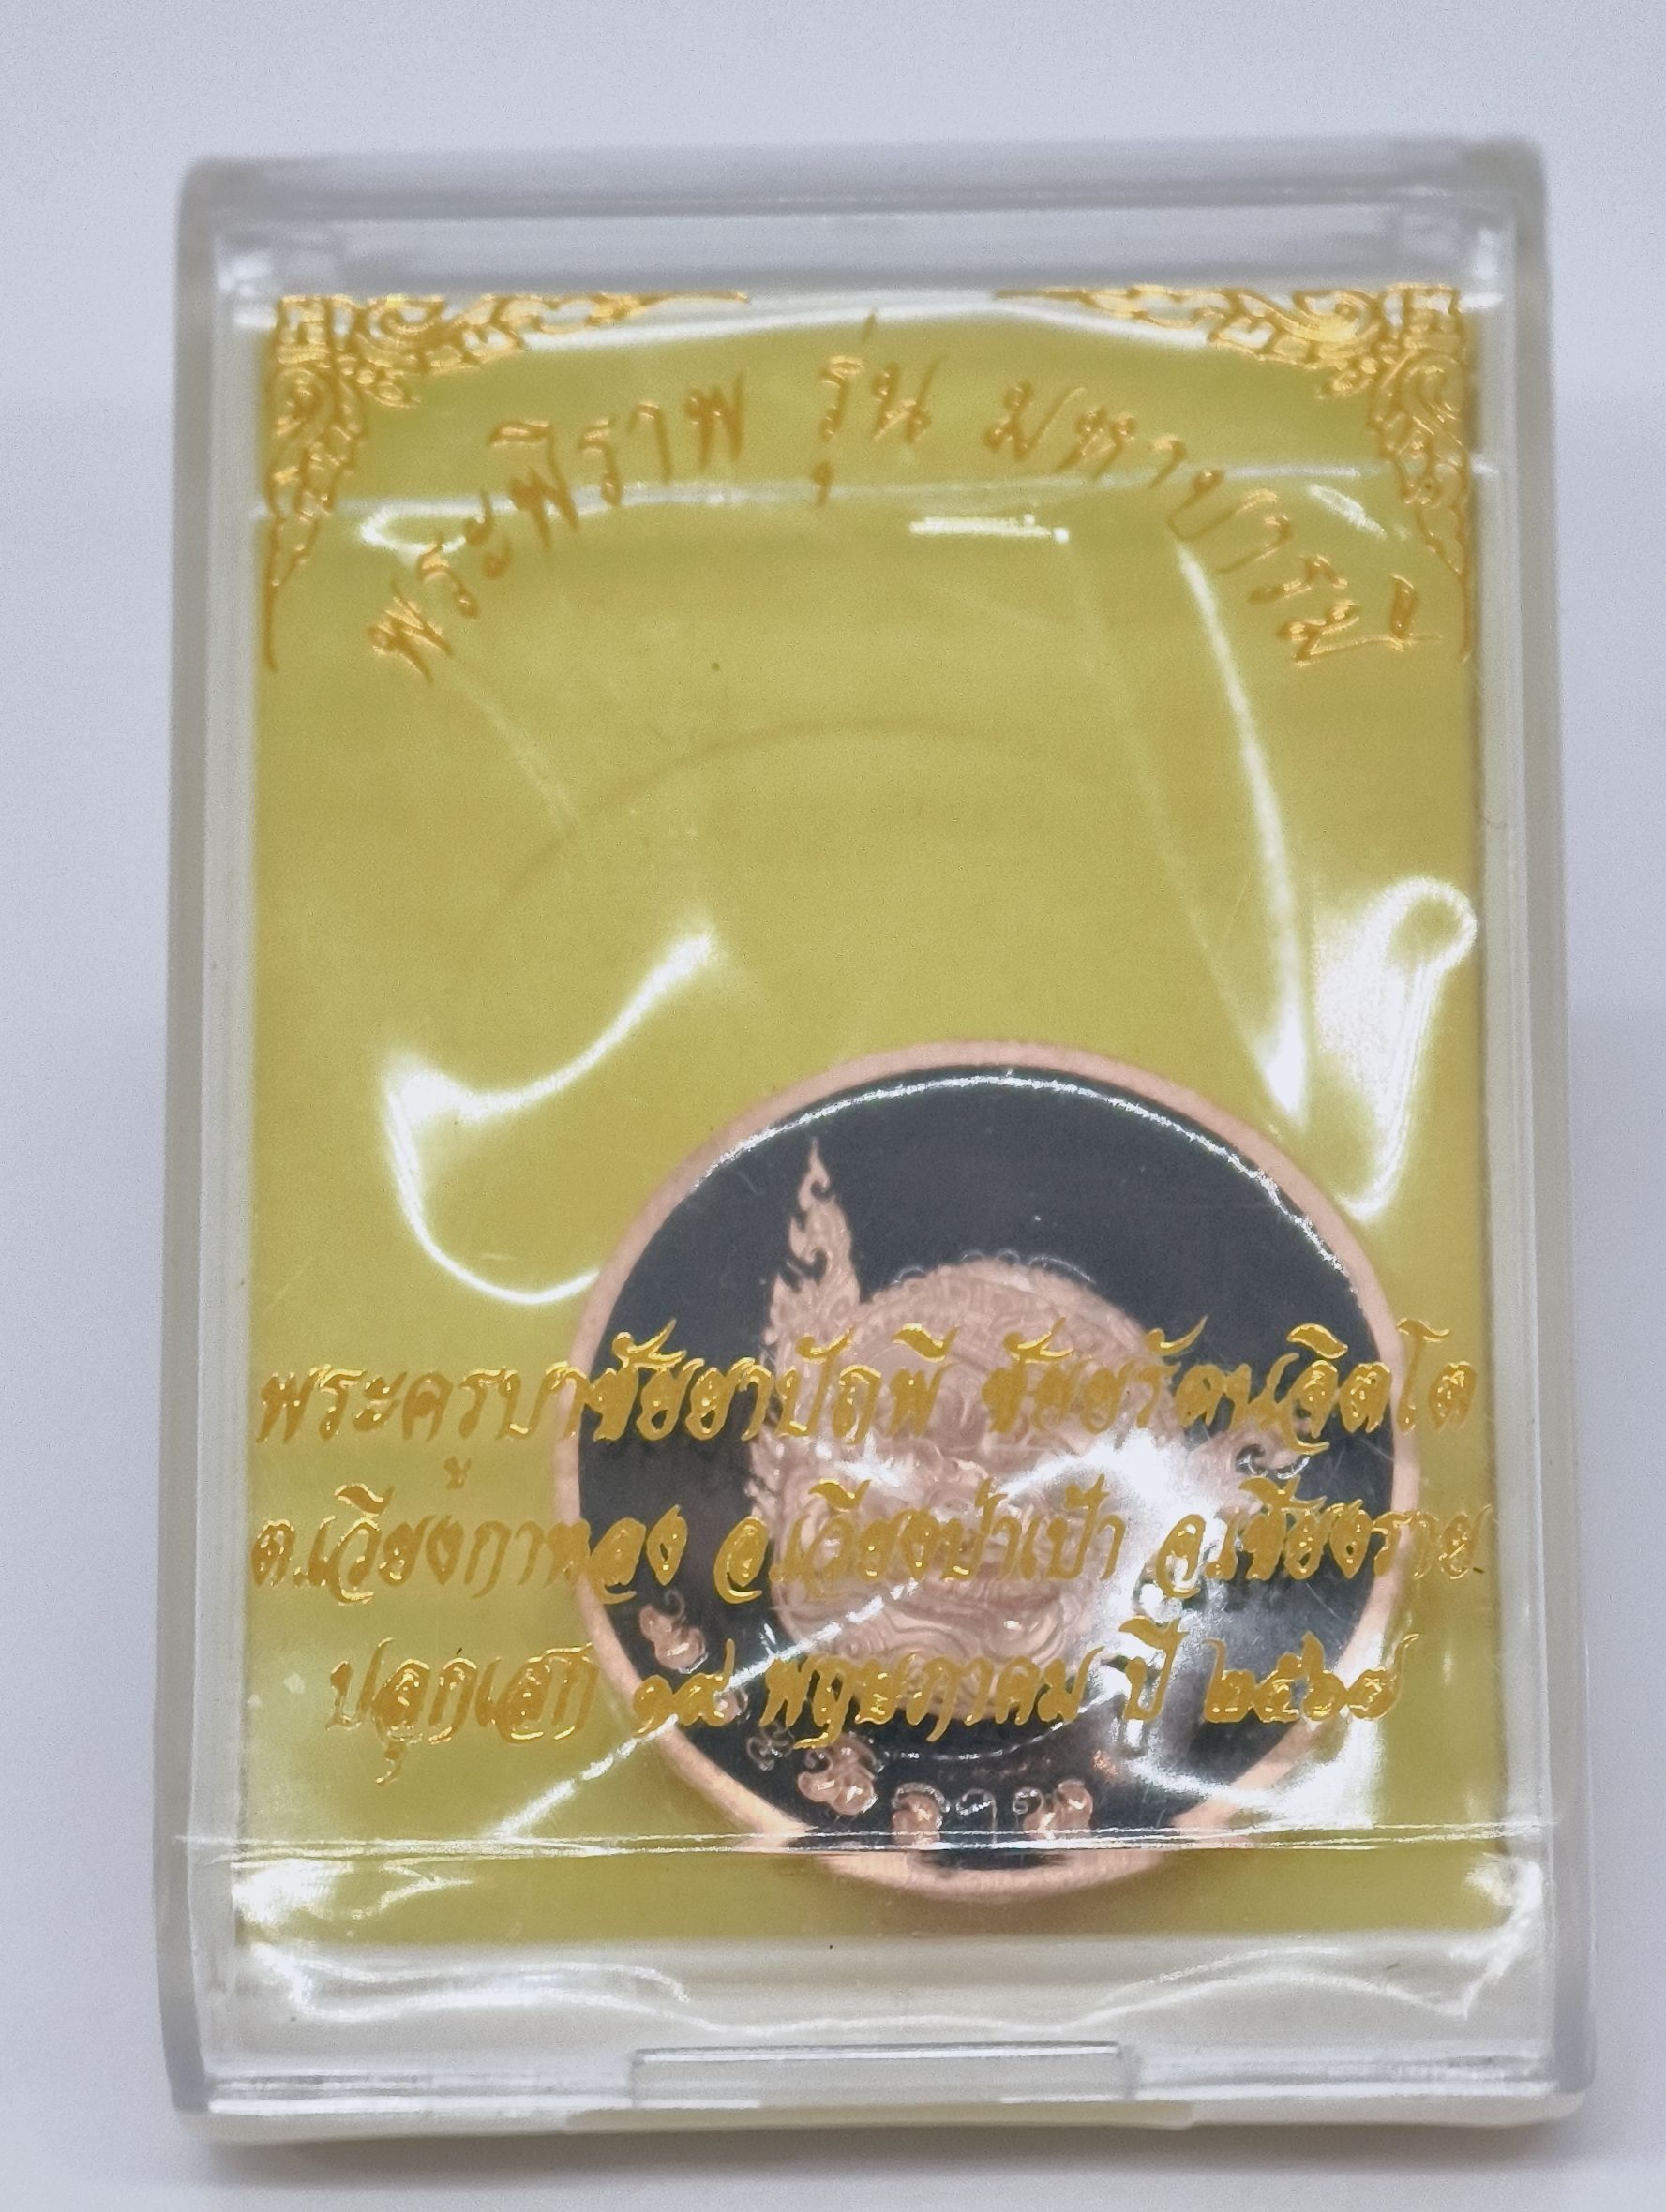 พระพิราพ รุ่น มหาบารมี
พระครูบาชัยยาปัถพี ชัยยรัตนจิตโต
ต.เวียงกาหลง อ.เวียงป่าเป้า จ.เชียงราย
ปลุกเสก ๑๙ พฤษภาคม ปี ๒๕๖๗